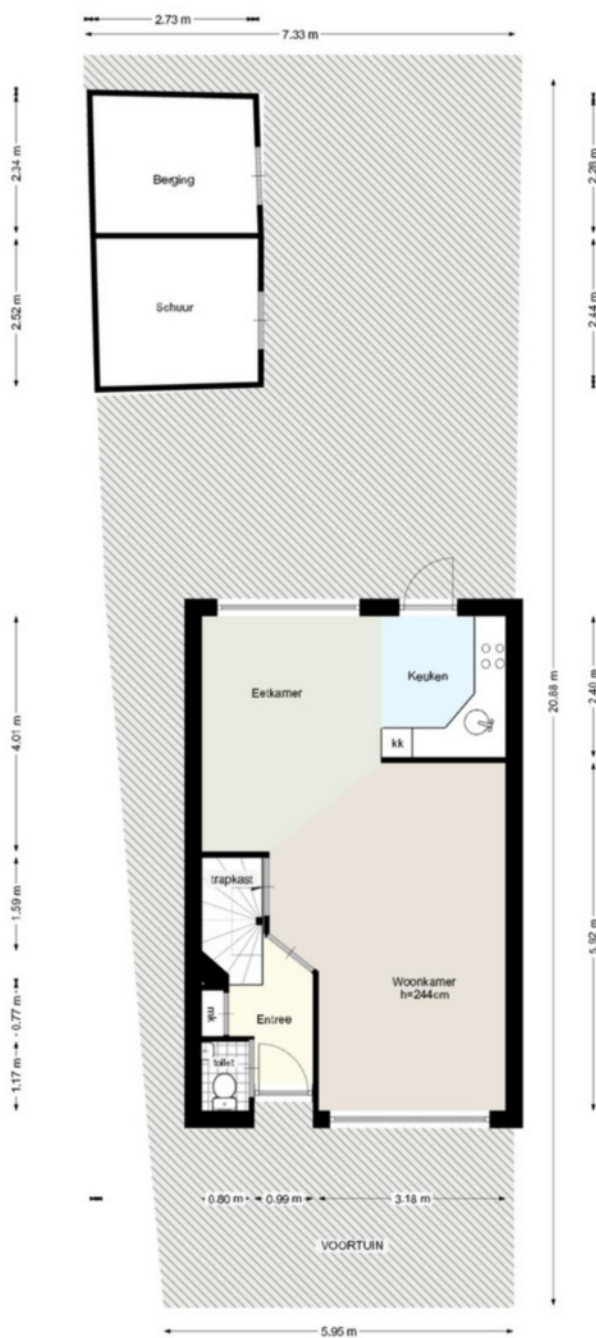 2.73 m
7.33 m
2.34 m
2.28 m
Berging
2.52 m
2.44 m
Schuur
20.88 m
4.01 m
2.40 m
Keuken
Eetkamer
kk
trapkast
1.59 m
5.92 m
Woonkamer
h=244cm
0.77 m
mk
Entree
1.17 m
toilet
0.80 m
0.99 m
3.18 m
VOORTUIN
5.95 m